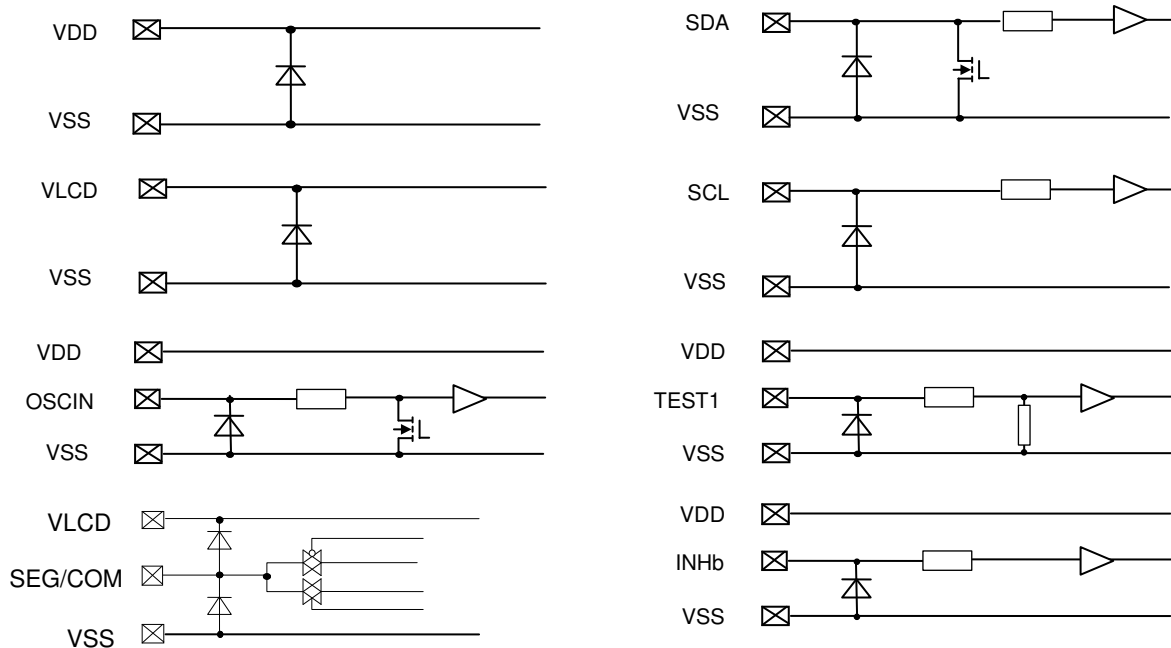 VDD
VSS
VLCD
VSS
VDD
OSCIN
VSS
VLCD
SEG/COM
VSS
SDA
VSS
SCL
VSS
VDD
TEST1
VSS
VDD
INHb
VSS